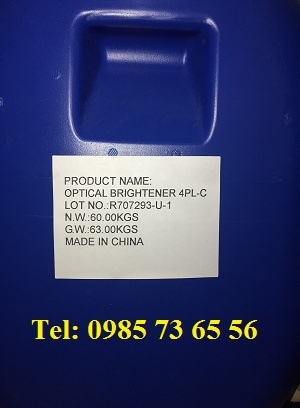 PRODUCT NAME:
OPTICAL BRIGHTENER 4PL-C
LOT NO.:R707293-U-1
N.W.:60.00KGS
G.W.:63.00KGS
MADE IN CHINA
Tel: 0985 73 65 56